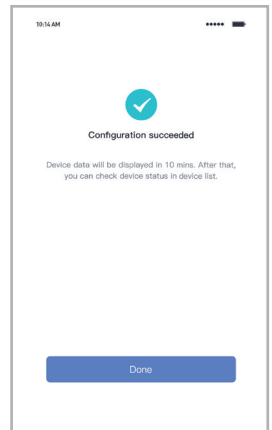 10:14 AM
Configuration succeeded
Device data will be displayed in 10 mins. After that,
you can check device status in device list.
Done